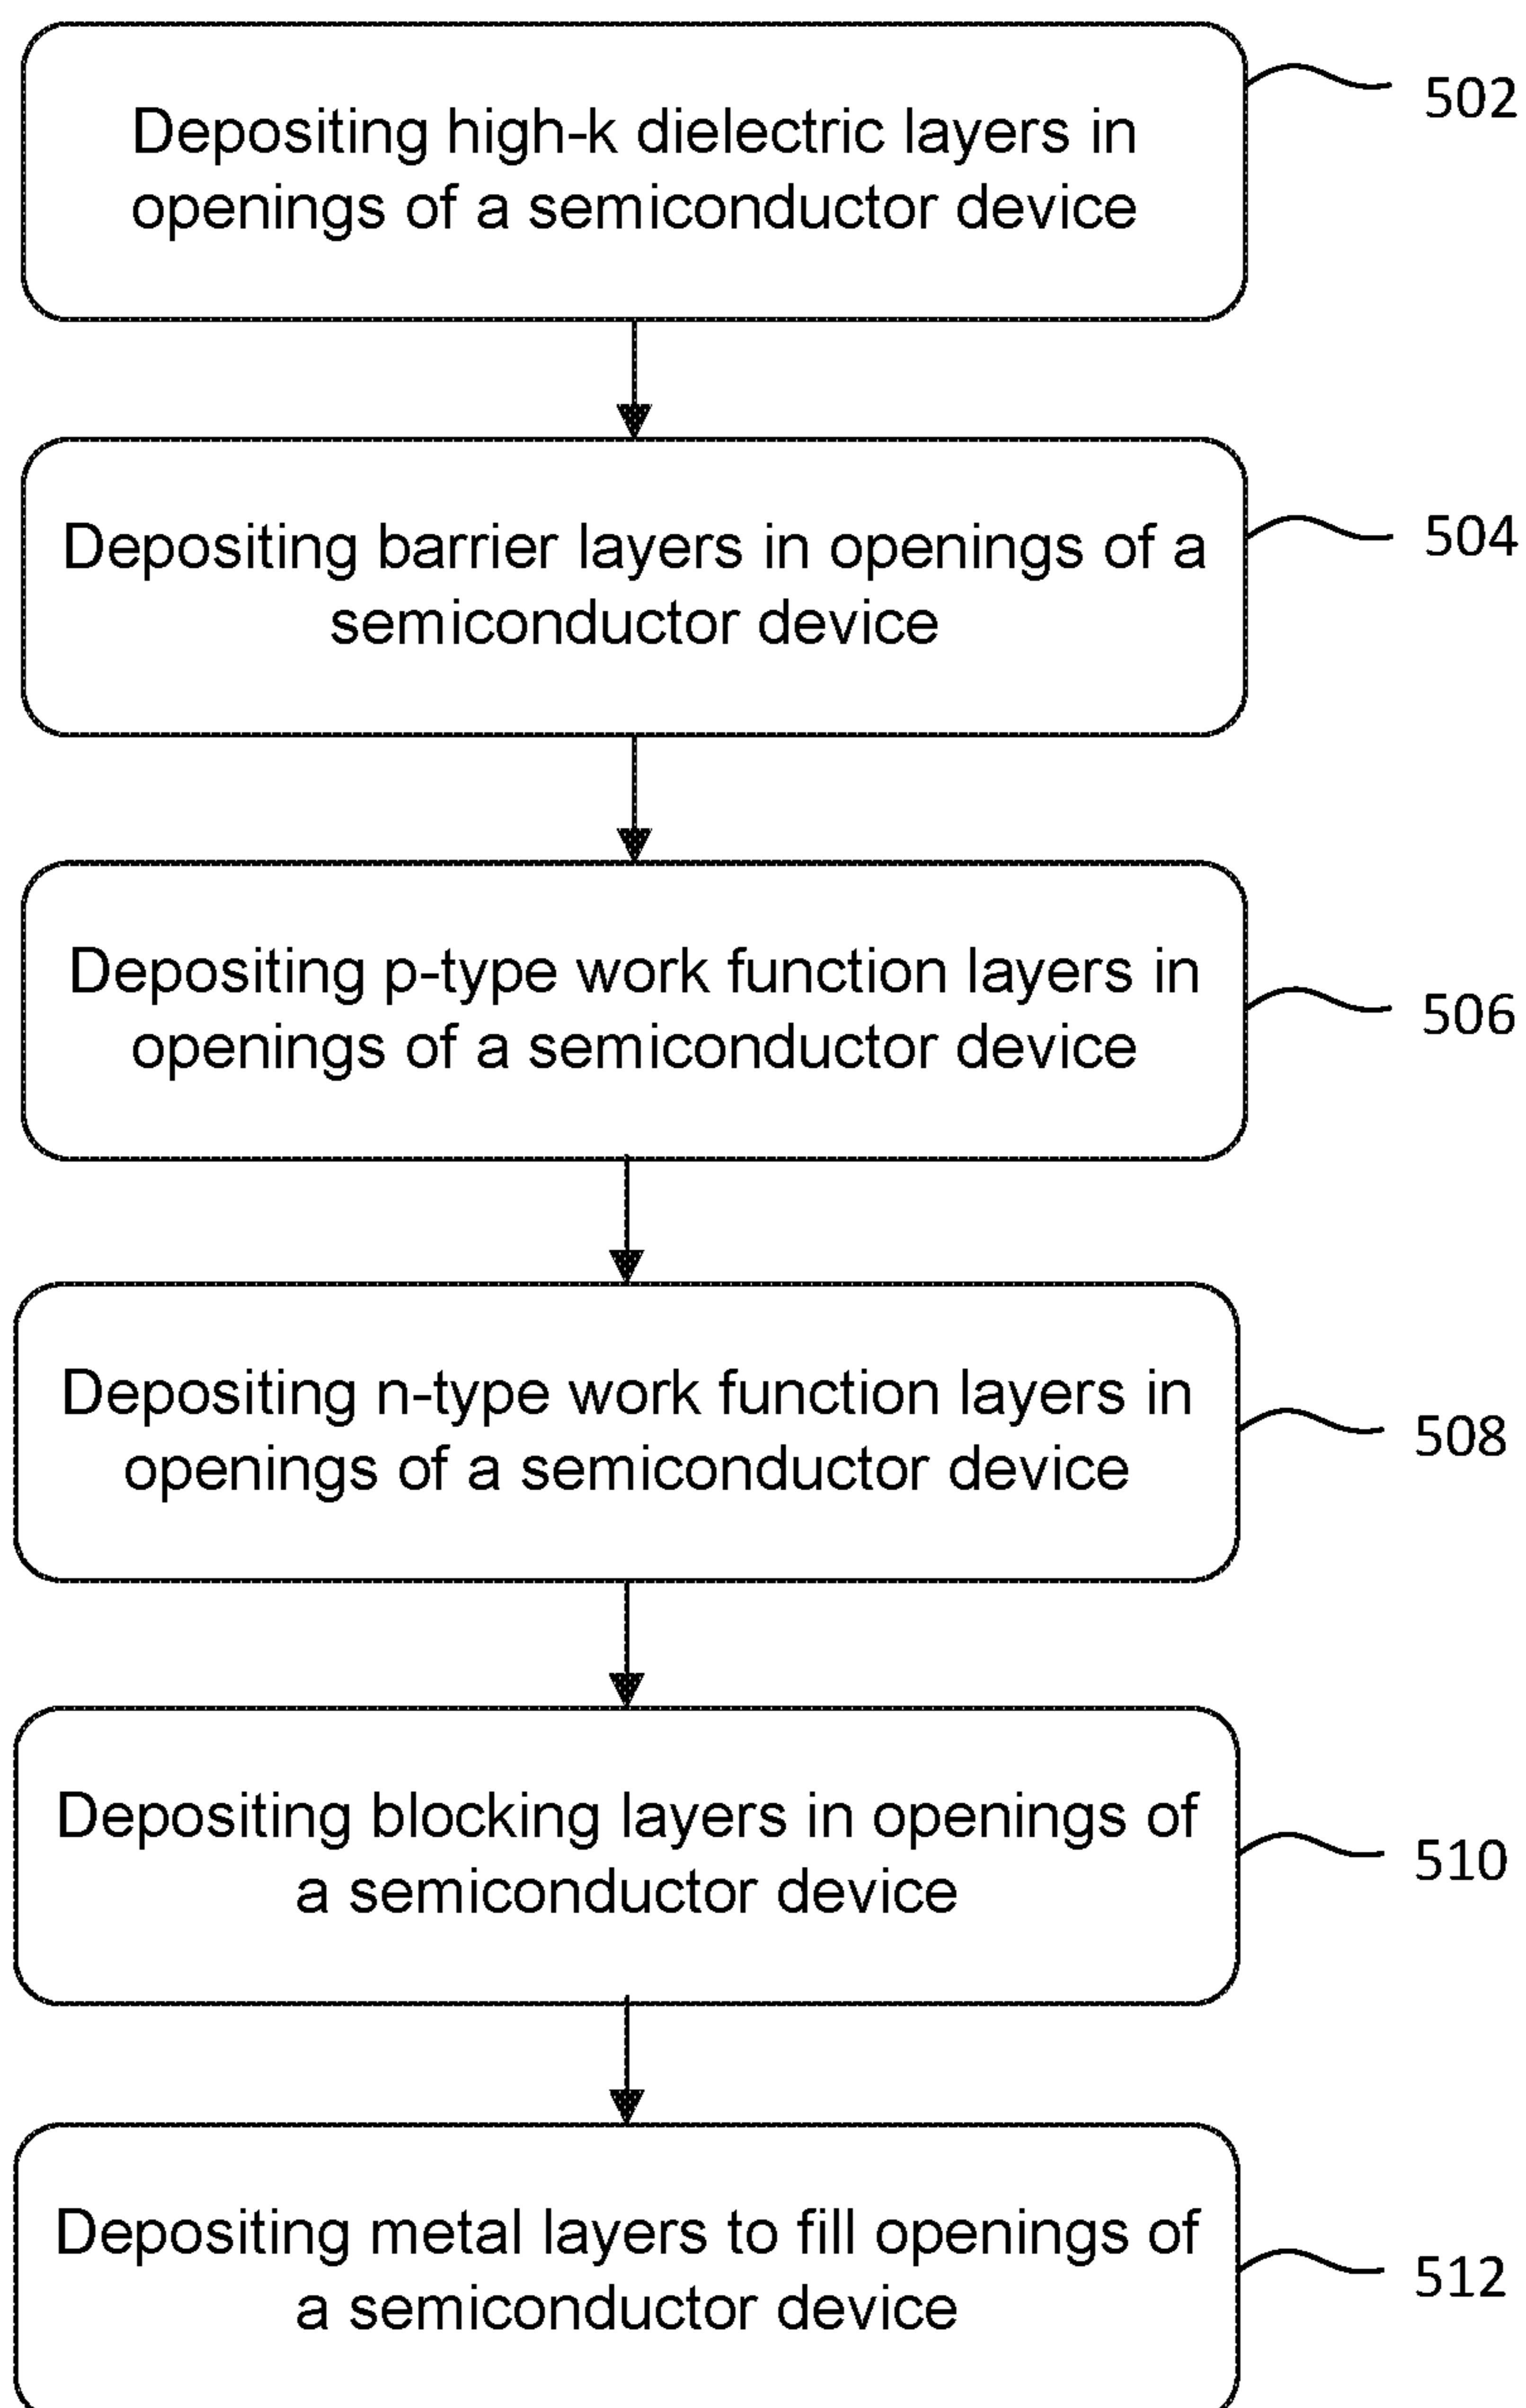 Depositing high-k dielectric layers in
openings of a semiconductor device
502
Depositing barrier layers in openings of a
semiconductor device
504
Depositing p-type work function layers in
openings of a semiconductor device
506
Depositing n-type work function layers in
openings of a semiconductor device
508
Depositing blocking layers in openings of
a semiconductor device
510
Depositing metal layers to fill openings of
a semiconductor device
512